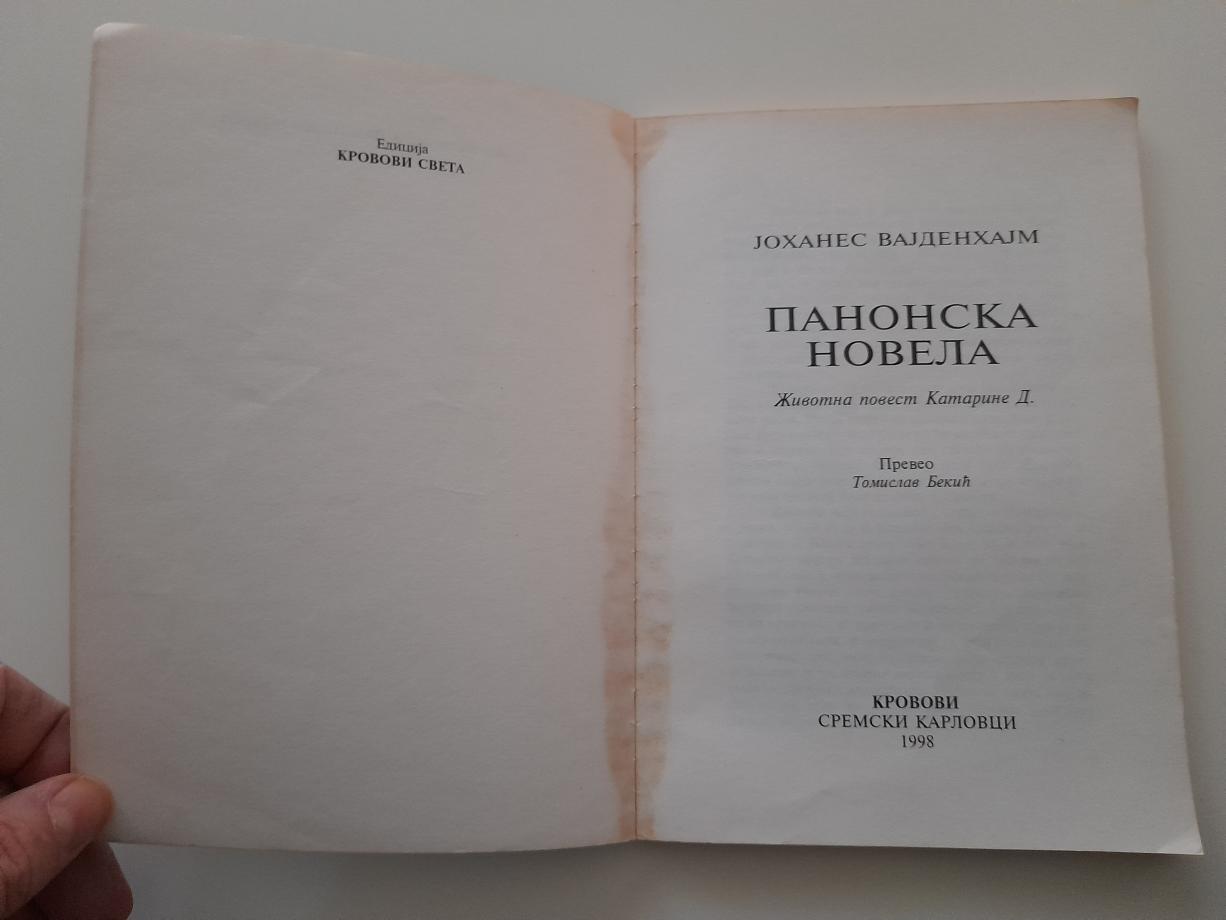 Едиција
КРОВОВИ СВЕТА
ЈОХАНЕС ВАЈДЕНХАЈМ
ПАНОНСКА
НОВЕЛА
Животна повест Катарине Д.
Превео
Томислав Бекић
КРОВОВИ
СРЕМСКИ КАРЛОВЦИ
1998